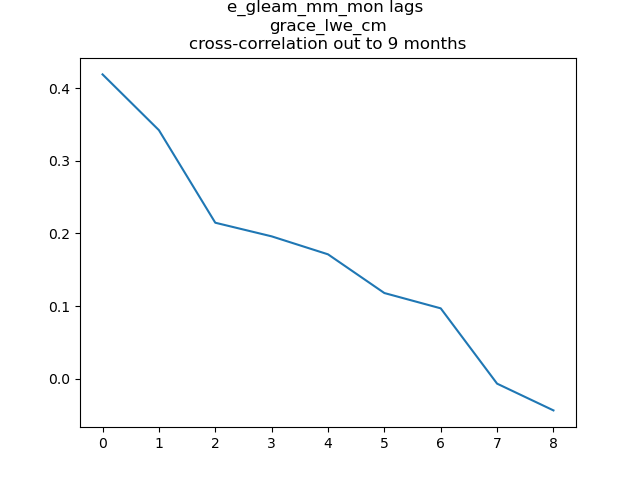 e_gleam_mm_mon lags
grace_lwe_cm
cross-correlation out to 9 months
0.4
0.3
0.2
0.1
0.0
0 1 2 3 4 5 6 7 8